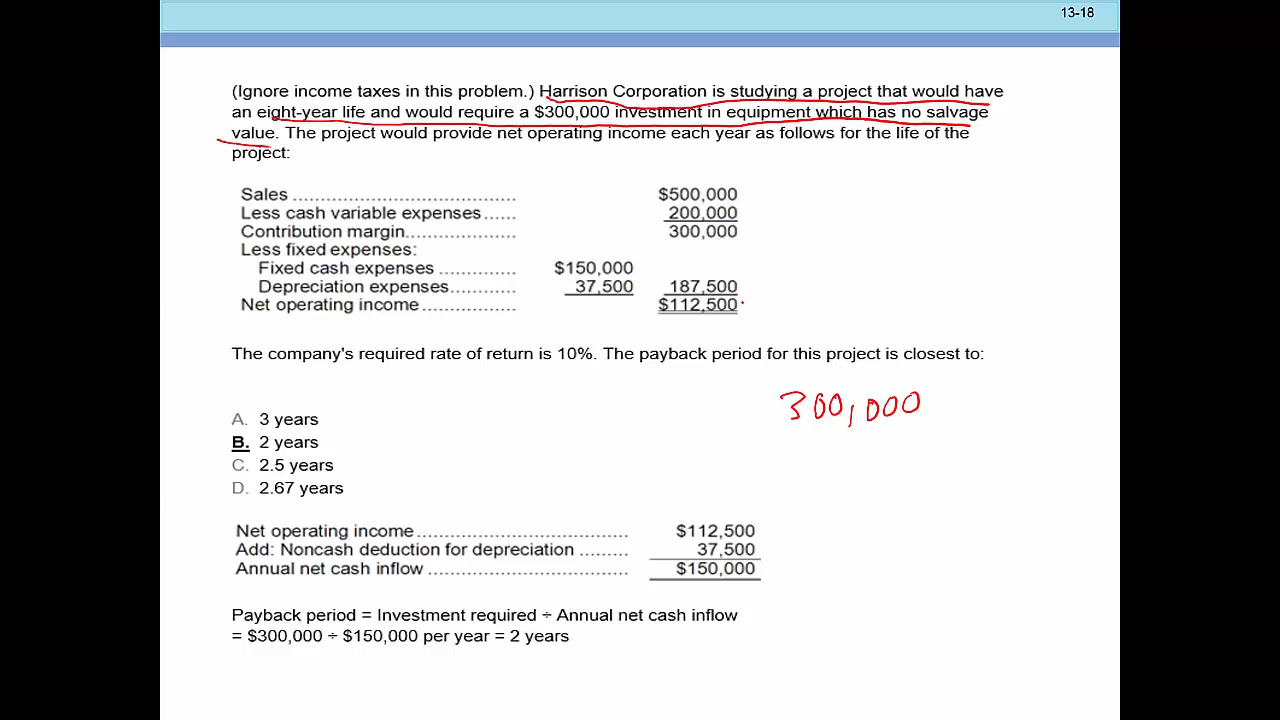 13-18
(Ignore income taxes in this problem.) Harrison Corporation is studying a project that would have
an eight-year life and would require a $300,000 investment in equipment which has no salvage
value. The project would provide net operating income each year as follows for the life of the
project:
Sales ........................................ $500,000
Less cash variable expenses ...... 200,000
Contribution margin.................... 300,000
Less fixed expenses:
Fixed cash expenses .............. $150,000
Depreciation expenses............ 37,500 187,500
Net operating income ................. $112,500
The company's required rate of return is 10%. The payback period for this project is closest to:
300,000
A. 3 years
B. 2 years
C. 2.5 years
D. 2.67 years
Net operating income ...................................... $112,500
Add: Noncash deduction for depreciation ......... 37,500
Annual net cash inflow .................................... $150,000
Payback period = Investment required ÷ Annual net cash inflow
= $300,000 ÷ $150,000 per year = 2 years